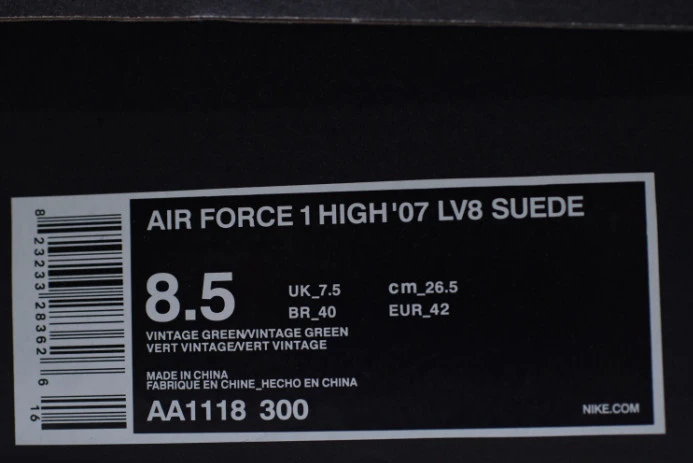 AIR FORCE 1 HIGH '07 LV8 SUEDE
8.5
UK_7.5 cm_26.5
BR_40 EUR_42
VINTAGE GREEN/VINTAGE GREEN
VERT VINTAGE/VERT VINTAGE
MADE IN CHINA
FABRIQUE EN CHINE_HECHO EN CHINA
AA1118 300
NIKE.COM
8 23233 28362 6
16